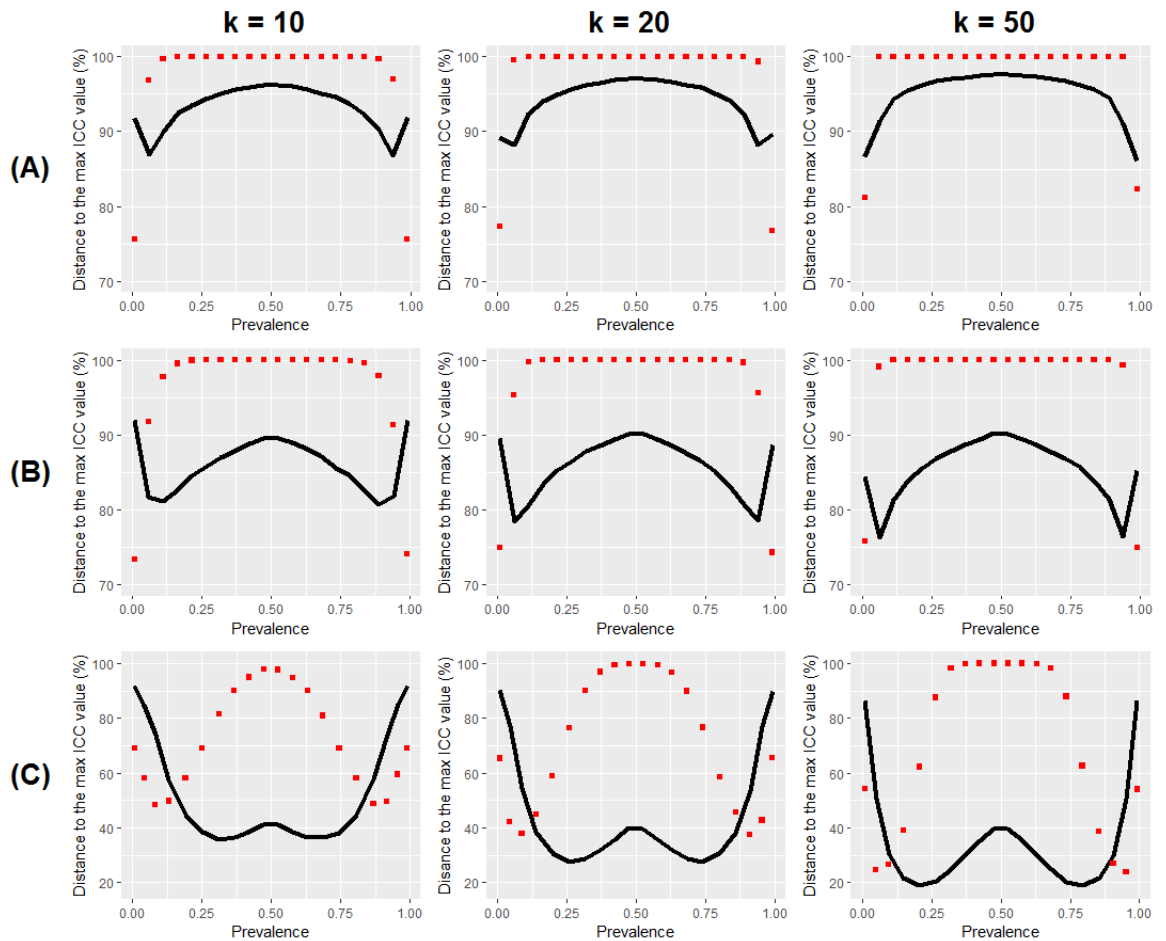 k = 10
k = 20
k = 50
(A)
Distance to the max ICC value (%)
100
90
80
70
0.00 0.25 0.50 0.75 1.00
Prevalence
Distance to the max ICC value (%)
100
90
80
70
0.00 0.25 0.50 0.75 1.00
Prevalence
Distance to the max ICC value (%)
100
90
80
70
0.00 0.25 0.50 0.75 1.00
Prevalence
(B)
Distance to the max ICC value (%)
100
90
80
70
0.00 0.25 0.50 0.75 1.00
Prevalence
Distance to the max ICC value (%)
100
90
80
70
0.00 0.25 0.50 0.75 1.00
Prevalence
Distance to the max ICC value (%)
100
90
80
70
0.00 0.25 0.50 0.75 1.00
Prevalence
(C)
Distance to the max ICC value (%)
100
80
60
40
20
0.00 0.25 0.50 0.75 1.00
Prevalence
Disance to the max ICC value (%)
100
80
60
40
20
0.00 0.25 0.50 0.75 1.00
Prevalence
Distance to the max ICC value (%)
100
80
60
40
20
0.00 0.25 0.50 0.75 1.00
Prevalence